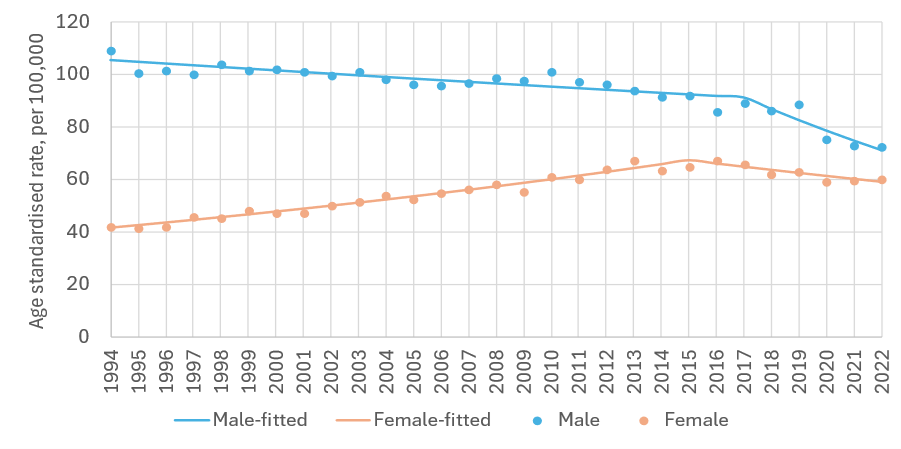 Age standardised rate, per 100,000
120
100
80
60
40
20
0
1994 1995 1996 1997 1998 1999 2000 2001 2002 2003 2004 2005 2006 2007 2008 2009 2010 2011 2012 2013 2014 2015 2016 2017 2018 2019 2020 2021 2022
Male-fitted Female-fitted Male Female